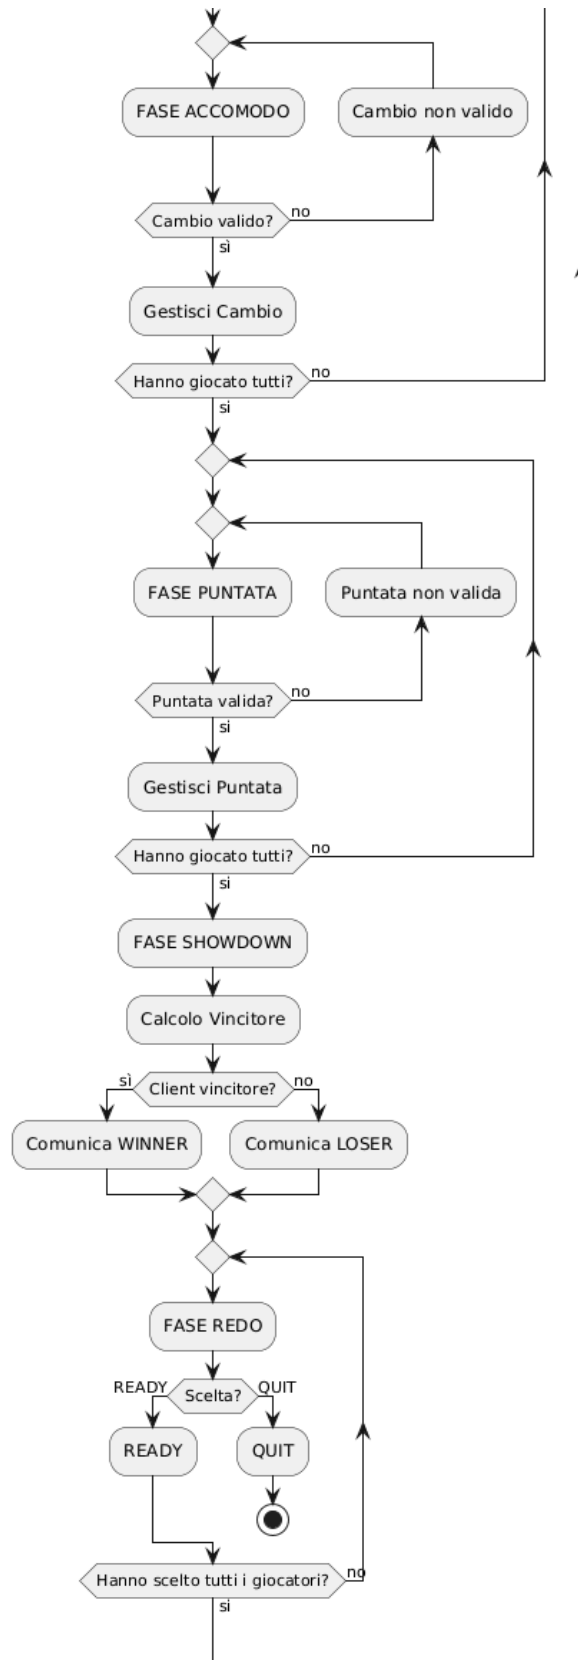 FASE ACCOMODO
Cambio non valido
Cambio valido?
no
sì
Gestisci Cambio
Hanno giocato tutti?
no
si
FASE PUNTATA
Puntata non valida
Puntata valida?
no
si
Gestisci Puntata
Hanno giocato tutti?
no
si
FASE SHOWDOWN
Calcolo Vincitore
sì
Client vincitore?
no
Comunica WINNER
Comunica LOSER
FASE REDO
READY
Scelta?
QUIT
READY
QUIT
Hanno scelto tutti i giocatori?
no
si